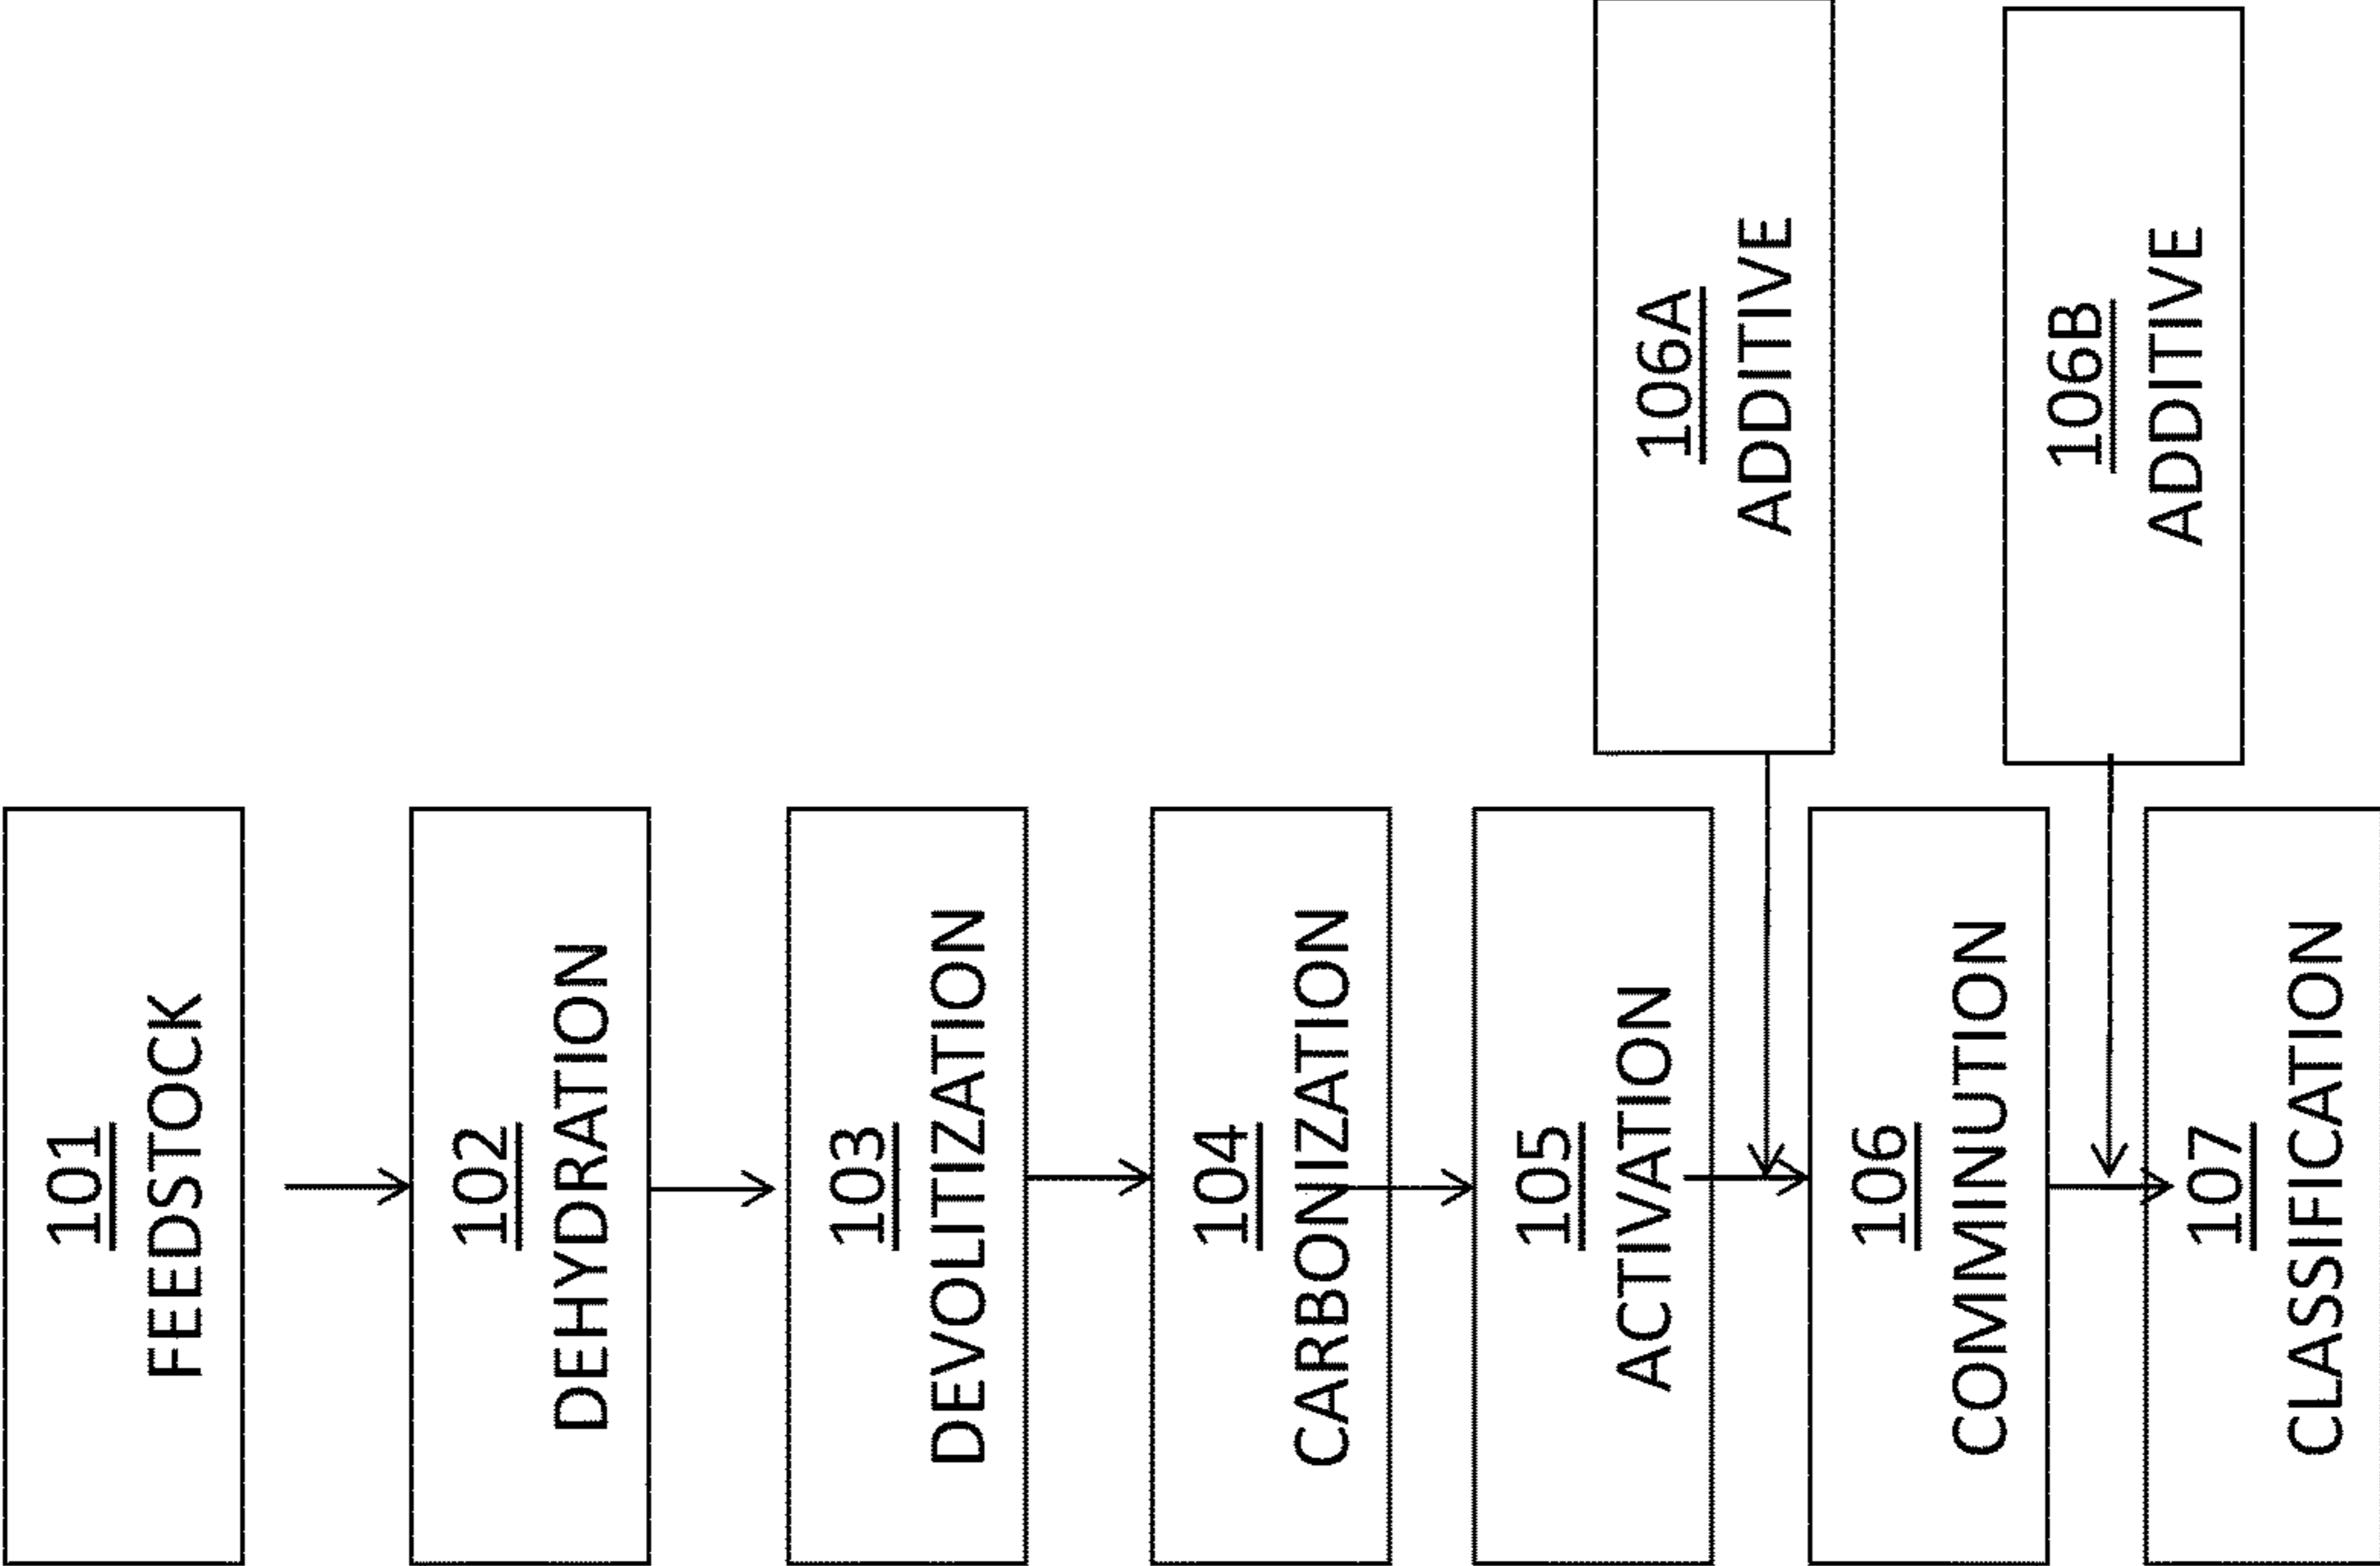 101
FEEDSTOCK
102
DEHYDRATION
103
DEVOLITIZATION
104
CARBONIZATION
105
ACTIVATION
106A
ADDITIVE
106
COMMINUTION
106B
ADDITIVE
107
CLASSIFICATION